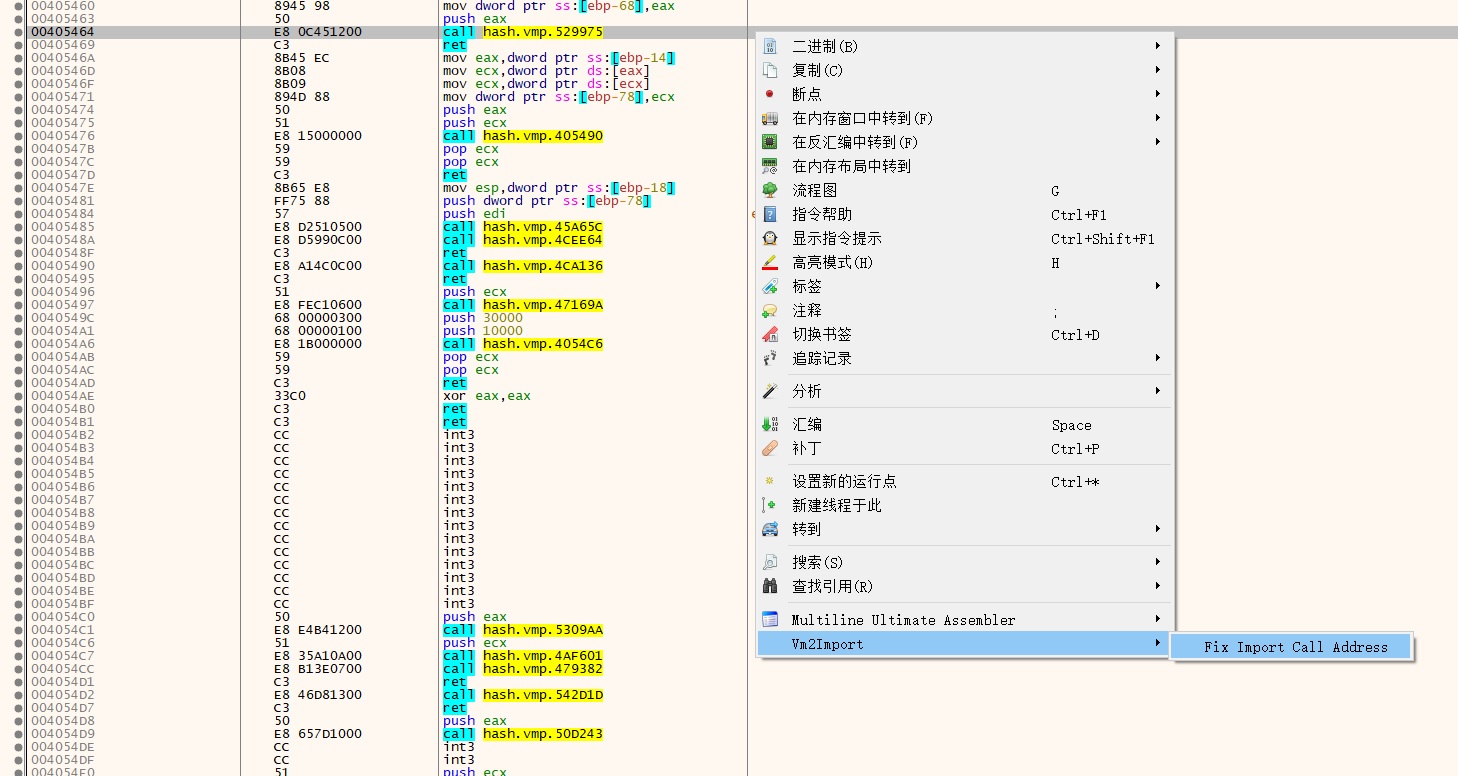 00405460 8945 98 mov dword ptr ss:[ebp-68],eax
00405463 50 push eax
00405464 E8 0C451200 call hash.vmp.529975
00405469 C3 ret
0040546A 8B45 EC mov eax,dword ptr ss:[ebp-14]
0040546D 8B08 mov ecx,dword ptr ds:[eax]
0040546F 8B09 mov ecx,dword ptr ds:[ecx]
00405471 894D 88 mov dword ptr ss:[ebp-78],ecx
00405474 50 push eax
00405475 51 push ecx
00405476 E8 15000000 call hash.vmp.405490
0040547B 59 pop ecx
0040547C 59 pop ecx
0040547D C3 ret
0040547E 8B65 E8 mov esp,dword ptr ss:[ebp-18]
00405481 FF75 88 push dword ptr ss:[ebp-78]
00405484 57 push edi
00405485 E8 D2510500 call hash.vmp.45A65C
0040548A E8 D5990C00 call hash.vmp.4CEE64
0040548F C3 ret
00405490 E8 A14C0C00 call hash.vmp.4CA136
00405495 C3 ret
00405496 51 push ecx
00405497 E8 FEC10600 call hash.vmp.47169A
0040549C 68 00000300 push 30000
004054A1 68 00000100 push 10000
004054A6 E8 1B000000 call hash.vmp.4054C6
004054AB 59 pop ecx
004054AC 59 pop ecx
004054AD C3 ret
004054AE 33C0 xor eax,eax
004054B0 C3 ret
004054B1 C3 ret
004054B2 CC int3
004054B3 CC int3
004054B4 CC int3
004054B5 CC int3
004054B6 CC int3
004054B7 CC int3
004054B8 CC int3
004054B9 CC int3
004054BA CC int3
004054BB CC int3
004054BC CC int3
004054BD CC int3
004054BE CC int3
004054BF CC int3
004054C0 50 push eax
004054C1 E8 E4B41200 call hash.vmp.5309AA
004054C6 51 push ecx
004054C7 E8 35A10A00 call hash.vmp.4AF601
004054CC E8 B13E0700 call hash.vmp.479382
004054D1 C3 ret
004054D2 E8 46D81300 call hash.vmp.542D1D
004054D7 C3 ret
004054D8 50 push eax
004054D9 E8 657D1000 call hash.vmp.50D243
004054DE CC int3
004054DF CC int3
004054E0 51 push ecx
二进制(B)
复制(C)
断点
在内存窗口中转到(F)
在反汇编中转到(F)
在内存布局中转到
流程图 G
指令帮助 Ctrl+F1
显示指令提示 Ctrl+Shift+F1
高亮模式(H) H
标签
注释 ;
切换书签 Ctrl+D
追踪记录
分析
汇编 Space
补丁 Ctrl+P
设置新的运行点 Ctrl+*
新建线程于此
转到
搜索(S)
查找引用(R)
Multiline Ultimate Assembler
Vm2Import
Fix Import Call Address